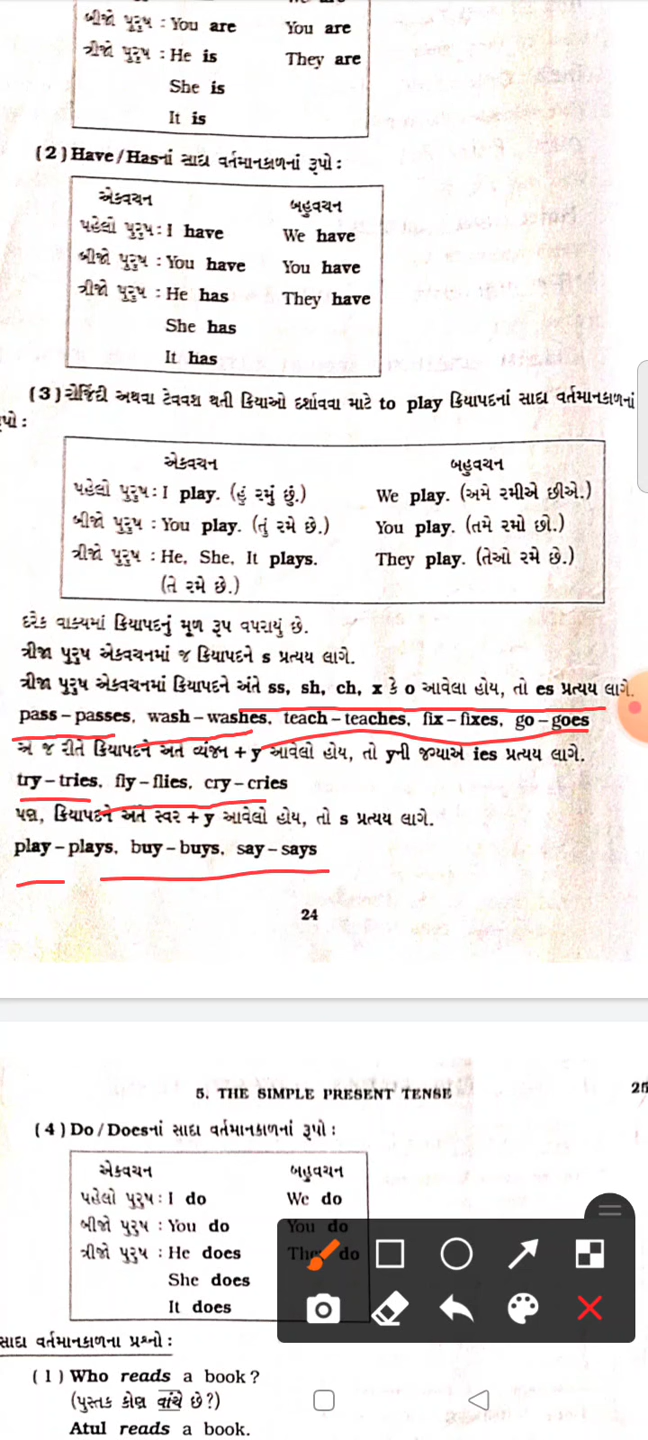 બીજો પુરુષ : You are You are
ત્રીજો પુરુષ : He is They are
She is
It is
(2) Have/Hasનાં સાદા વર્તમાનકાળનાં રૂપો :
એકવચન બહુવચન
પહેલો પુરુષ : I have We have
બીજો પુરુષ : You have You have
ત્રીજો પુરુષ : He has They have
She has
It has
(3) રોજિંદી અથવા ટેવવશ થતી ક્રિયાઓ દર્શાવવા માટે to play ક્રિયાપદનાં સાદા વર્તમાનકાળનાં
એકવચન બહુવચન
પહેલો પુરુષ : I play. (હું રમું છું.) We play. (અમે રમીએ છીએ.)
બીજો પુરુષ : You play. (તું રમે છે.) You play. (તમે રમો છો.)
ત્રીજો પુરુષ : He, She, It plays. They play. (તેઓ રમે છે.)
(તે રમે છે.)
દરેક વાક્યમાં ક્રિયાપદનું મૂળ રૂપ વપરાયું છે.
ત્રીજા પુરુષ એકવચનમાં જ ક્રિયાપદને s પ્રત્યય લાગે.
ત્રીજા પુરુષ એકવચનમાં ક્રિયાપદને અંતે ss, sh, ch, x કે o આવેલા હોય, તો es પ્રત્યય લાગે.
pass – passes, wash – washes, teach – teaches, fix – fixes, go – goes
એ જ રીતે ક્રિયાપદને અંતે વ્યંજન + y આવેલો હોય, તો yની જગ્યાએ ies પ્રત્યય લાગે.
try – tries, fly – flies, cry – cries
પણ, ક્રિયાપદને અંતે સ્વર + y આવેલો હોય, તો s પ્રત્યય લાગે.
play – plays, buy – buys, say – says
24
5. THE SIMPLE PRESENT TENSE 25
(4) Do/Doesનાં સાદા વર્તમાનકાળનાં રૂપો :
એકવચન બહુવચન
પહેલો પુરુષ : I do We do
બીજો પુરુષ : You do You do
ત્રીજો પુરુષ : He does do
She does
It does
સાદા વર્તમાનકાળના પ્રશ્નો :
(1) Who reads a book?
(પુસ્તક કોણ વાંચે છે?)
Atul reads a book.